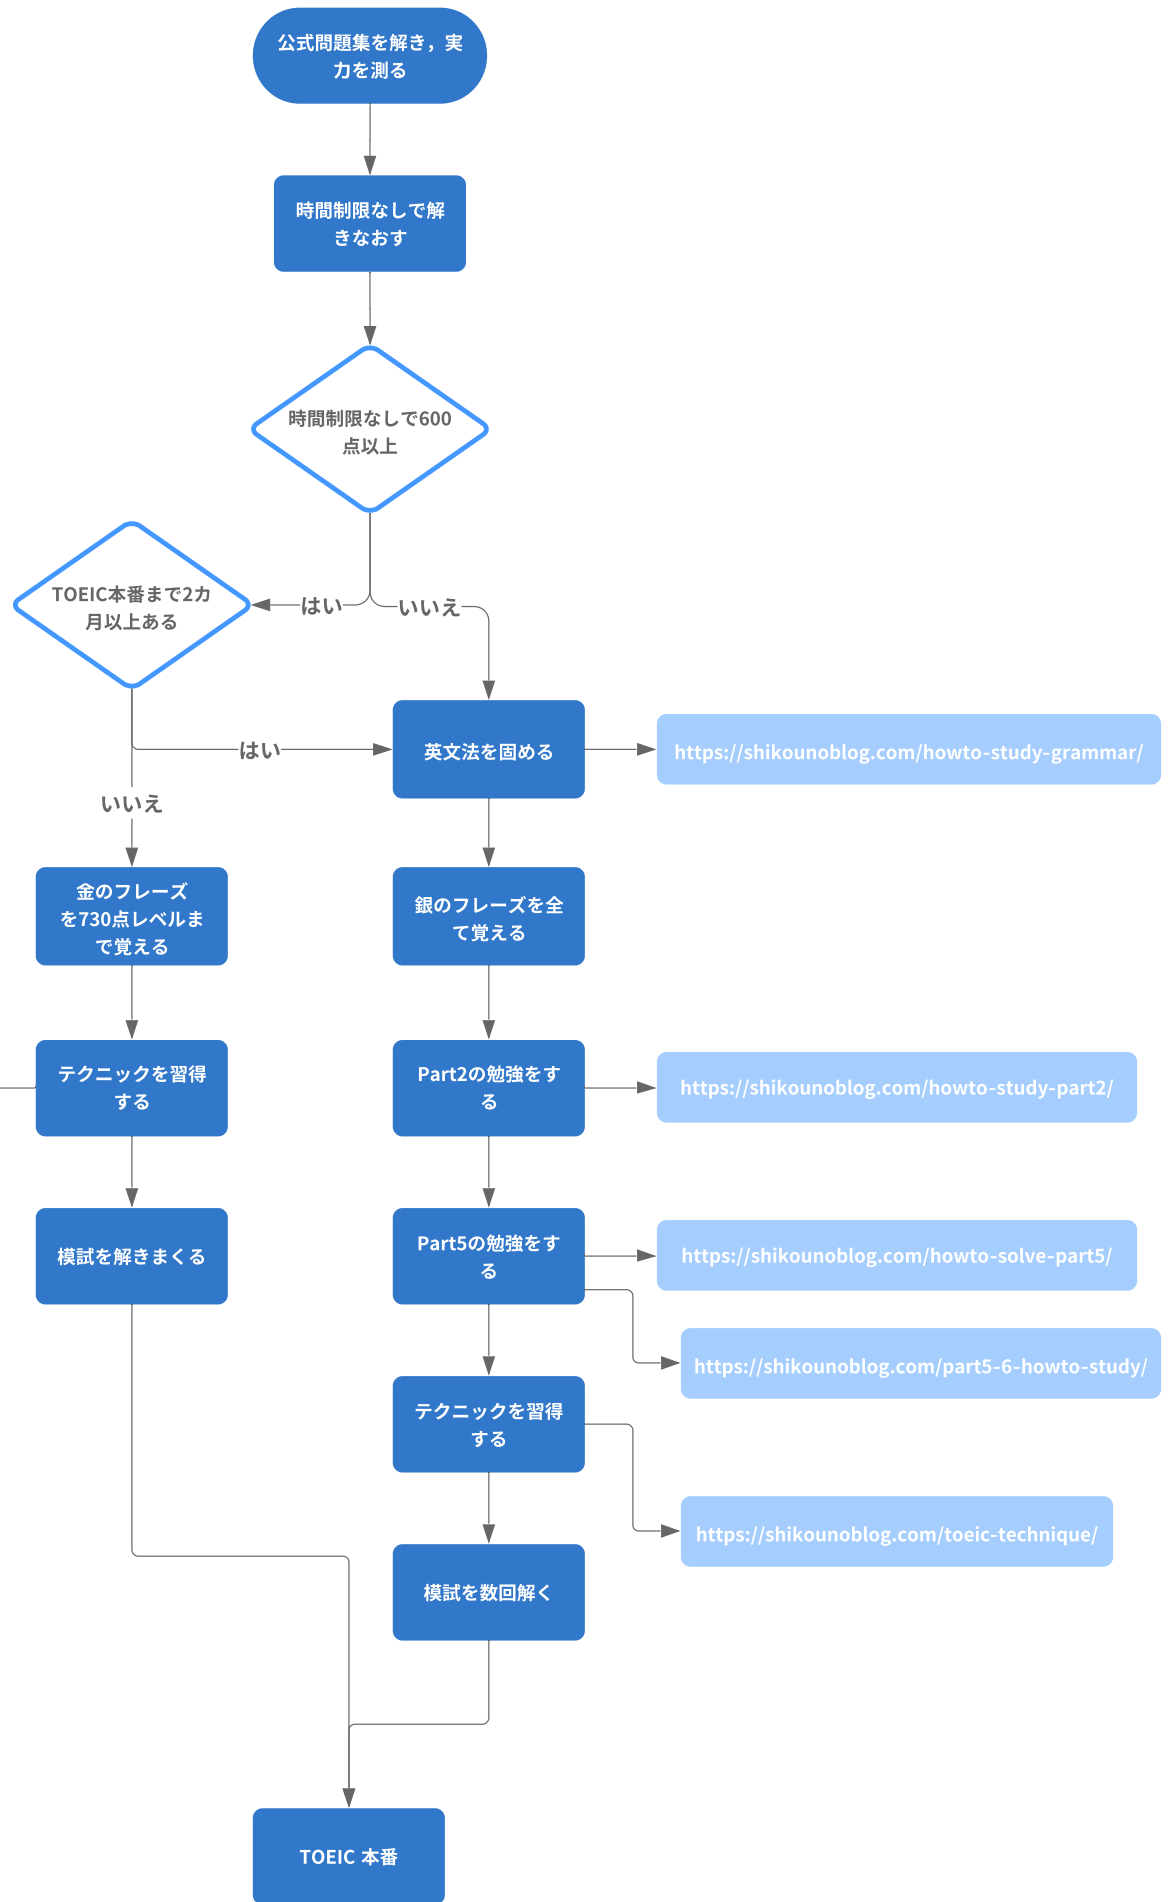 公式問題集を解き，実
力を測る
時間制限なしで解
きなおす
時間制限なしで600
点以上
TOEIC本番まで2カ
月以上ある
はい
いいえ
英文法を固める
https://shikounoblog.com/howto-study-grammar/
はい
いいえ
金のフレーズ
を730点レベルま
で覚える
銀のフレーズを全
て覚える
テクニックを習得
する
Part2の勉強をす
る
https://shikounoblog.com/howto-study-part2/
模試を解きまくる
Part5の勉強をす
る
https://shikounoblog.com/howto-solve-part5/
https://shikounoblog.com/part5-6-howto-study/
テクニックを習得
する
https://shikounoblog.com/toeic-technique/
模試を数回解く
TOEIC 本番